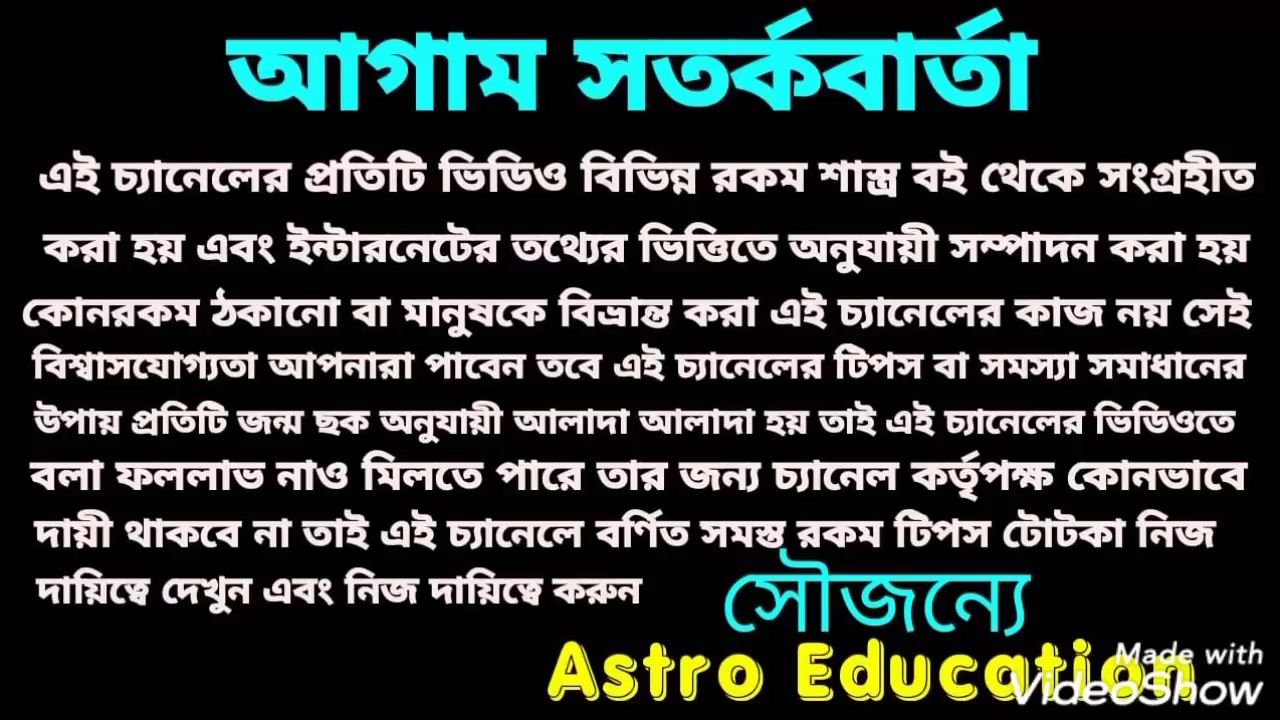 আগাম সতর্কবার্তা
এই চ্যানেলের প্রতিটি ভিডিও বিভিন্ন রকম শাস্ত্র বই থেকে সংগ্রহীত
করা হয় এবং ইন্টারনেটের তথ্যের ভিত্তিতে অনুযায়ী সম্পাদন করা হয়
কোনরকম ঠকানো বা মানুষকে বিভ্রান্ত করা এই চ্যানেলের কাজ নয় সেই
বিশ্বাসযোগ্যতা আপনারা পাবেন তবে এই চ্যানেলের টিপস বা সমস্যা সমাধানের
উপায় প্রতিটি জন্ম ছক অনুযায়ী আলাদা আলাদা হয় তাই এই চ্যানেলের ভিডিওতে
বলা ফললাভ নাও মিলতে পারে তার জন্য চ্যানেল কর্তৃপক্ষ কোনভাবে
দায়ী থাকবে না তাই এই চ্যানেলে বর্ণিত সমস্ত রকম টিপস টোটকা নিজ
দায়িত্বে দেখুন এবং নিজ দায়িত্বে করুন
সৌজন্যে
Astro Education
Made with
VideoShow